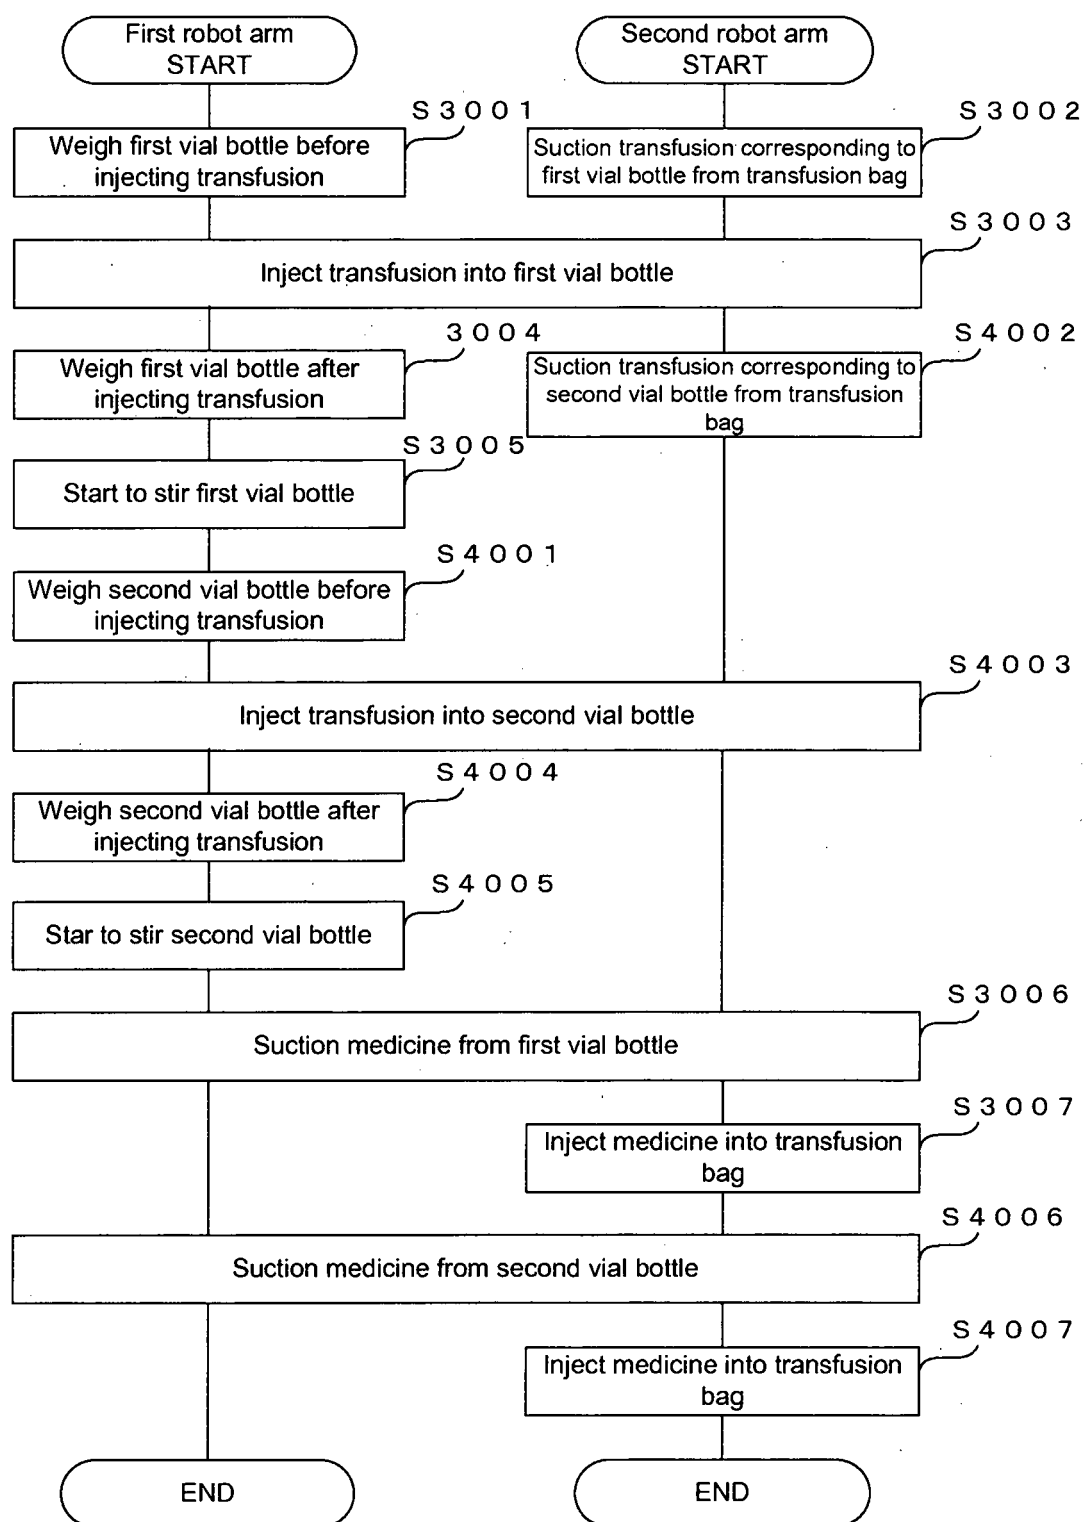 First robot arm
START
Second robot arm
START
S3001
Weigh first vial bottle before
injecting transfusion
S3002
Suction transfusion corresponding to
first vial bottle from transfusion bag
S3003
Inject transfusion into first vial bottle
3004
Weigh first vial bottle after
injecting transfusion
S4002
Suction transfusion corresponding to
second vial bottle from transfusion
bag
S3005
Start to stir first vial bottle
S4001
Weigh second vial bottle before
injecting transfusion
S4003
Inject transfusion into second vial bottle
S4004
Weigh second vial bottle after
injecting transfusion
S4005
Star to stir second vial bottle
S3006
Suction medicine from first vial bottle
S3007
Inject medicine into transfusion
bag
S4006
Suction medicine from second vial bottle
S4007
Inject medicine into transfusion
bag
END
END